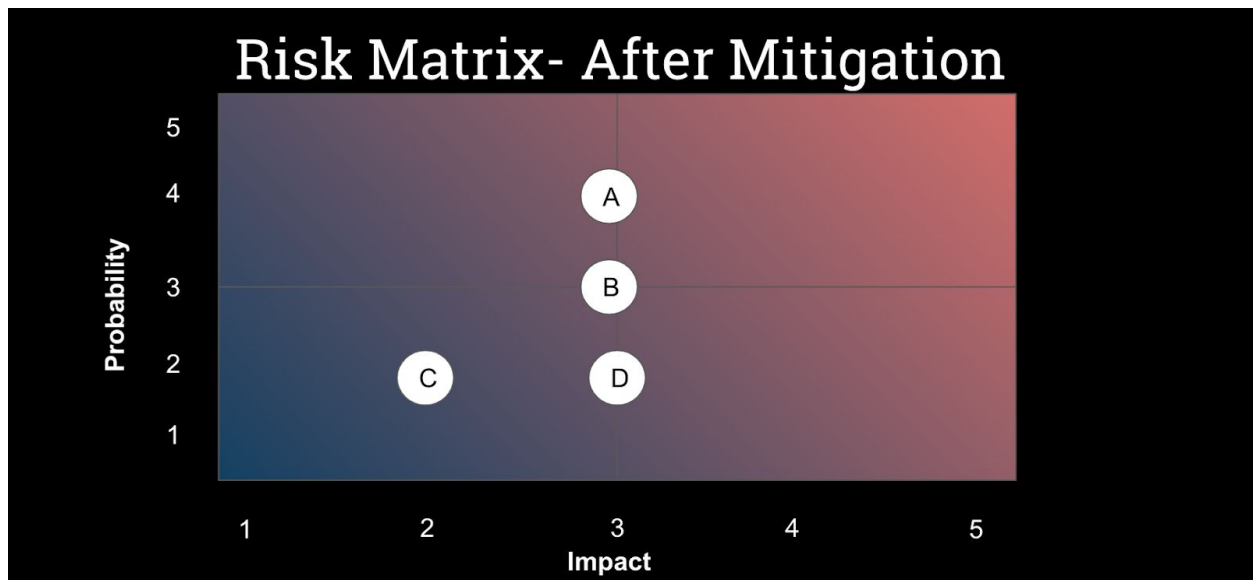 Risk Matrix- After Mitigation
5
4
A
Probability
3
B
2
C
D
1
1 2 3 4 5
Impact